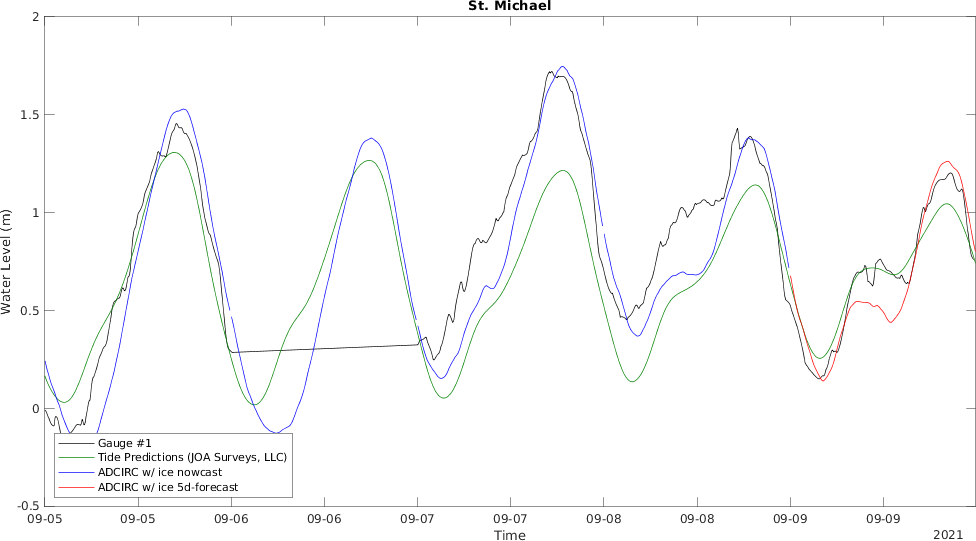 St. Michael
2
1.5
1
0.5
0
-0.5
Water Level (m)
Gauge #1
Tide Predictions (JOA Surveys, LLC)
ADCIRC w/ ice nowcast
ADCIRC w/ ice 5d-forecast
09-05 09-05 09-06 09-06 09-07 09-07 09-08 09-08 09-09 09-09
Time
2021